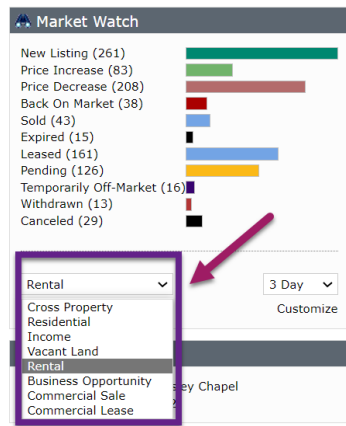 Market Watch
New Listing (261)
Price Increase (83)
Price Decrease (208)
Back On Market (38)
Sold (43)
Expired (15)
Leased (161)
Pending (126)
Temporarily Off-Market (16)
Withdrawn (13)
Canceled (29)
Rental 3 Day
Customize
Cross Property
Residential
Income
Vacant Land
Rental
Business Opportunity
Commercial Sale
Commercial Lease
Chapel